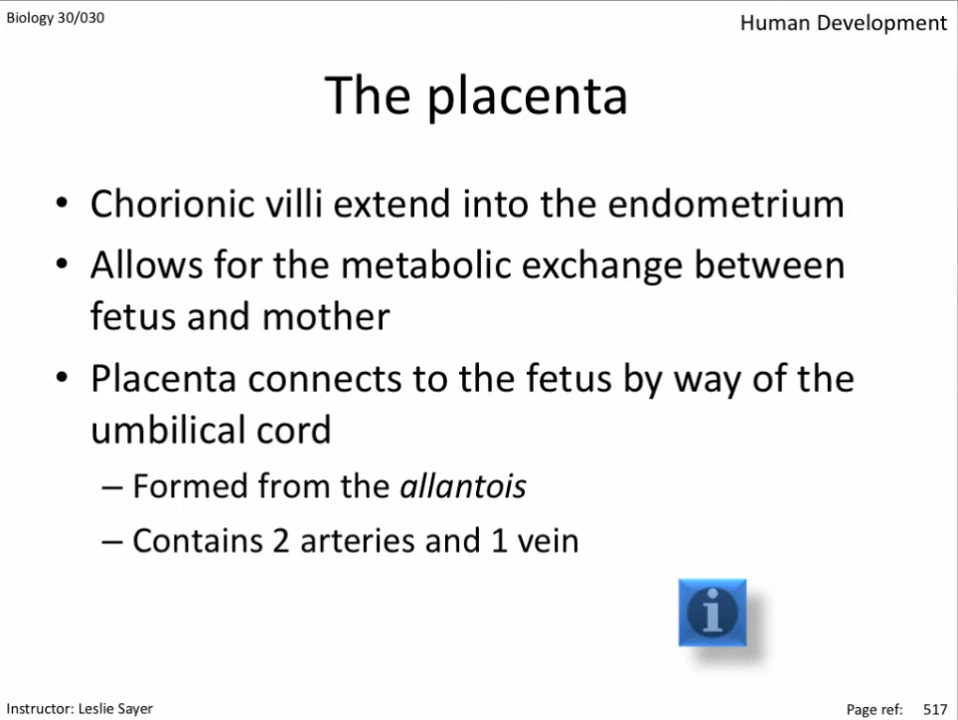 Biology 30/030
Human Development
The placenta
• Chorionic villi extend into the endometrium
• Allows for the metabolic exchange between
fetus and mother
• Placenta connects to the fetus by way of the
umbilical cord
– Formed from the allantois
– Contains 2 arteries and 1 vein
i
Instructor: Leslie Sayer
Page ref: 517